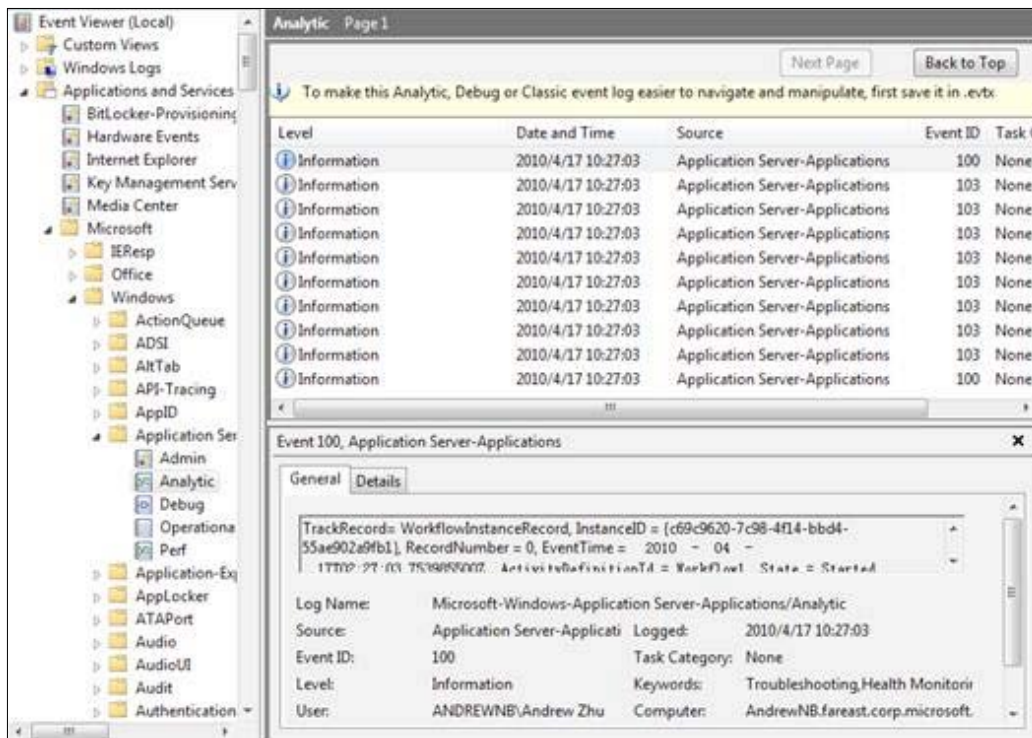 Event Viewer (Local)
Custom Views
Windows Logs
Applications and Services
BitLocker-Provisioning
Hardware Events
Internet Explorer
Key Management Serv
Media Center
Microsoft
IEResp
Office
Windows
ActionQueue
ADSI
AltTab
API-Tracing
AppID
Application Ser
Admin
Analytic
Debug
Operationa
Perf
Application-Exp
AppLocker
ATAPort
Audio
AudioUI
Audit
Authentication
Analytic Page 1
Next Page Back to Top
To make this Analytic, Debug or Classic event log easier to navigate and manipulate, first save it in .evtx
Level Date and Time Source Event ID Task
Information 2010/4/17 10:27:03 Application Server-Applications 100 None
Information 2010/4/17 10:27:03 Application Server-Applications 103 None
Information 2010/4/17 10:27:03 Application Server-Applications 103 None
Information 2010/4/17 10:27:03 Application Server-Applications 103 None
Information 2010/4/17 10:27:03 Application Server-Applications 103 None
Information 2010/4/17 10:27:03 Application Server-Applications 103 None
Information 2010/4/17 10:27:03 Application Server-Applications 103 None
Information 2010/4/17 10:27:03 Application Server-Applications 103 None
Information 2010/4/17 10:27:03 Application Server-Applications 103 None
Information 2010/4/17 10:27:03 Application Server-Applications 100 None
Event 100, Application Server-Applications
General Details
TrackRecord= WorkflowInstanceRecord, InstanceID = {c69c9620-7c98-4f14-bbd4-
55ae902a9fb1}, RecordNumber = 0, EventTime = 2010 - 04 -
17T02:27:03.7539855007, ActivityDefinitionId = Workflow1, State = Started
Log Name: Microsoft-Windows-Application Server-Applications/Analytic
Source: Application Server-Applicati Logged: 2010/4/17 10:27:03
Event ID: 100 Task Category: None
Level: Information Keywords: Troubleshooting,Health Monitorin
User: ANDREWNB\Andrew Zhu Computer: AndrewNB.fareast.corp.microsoft.